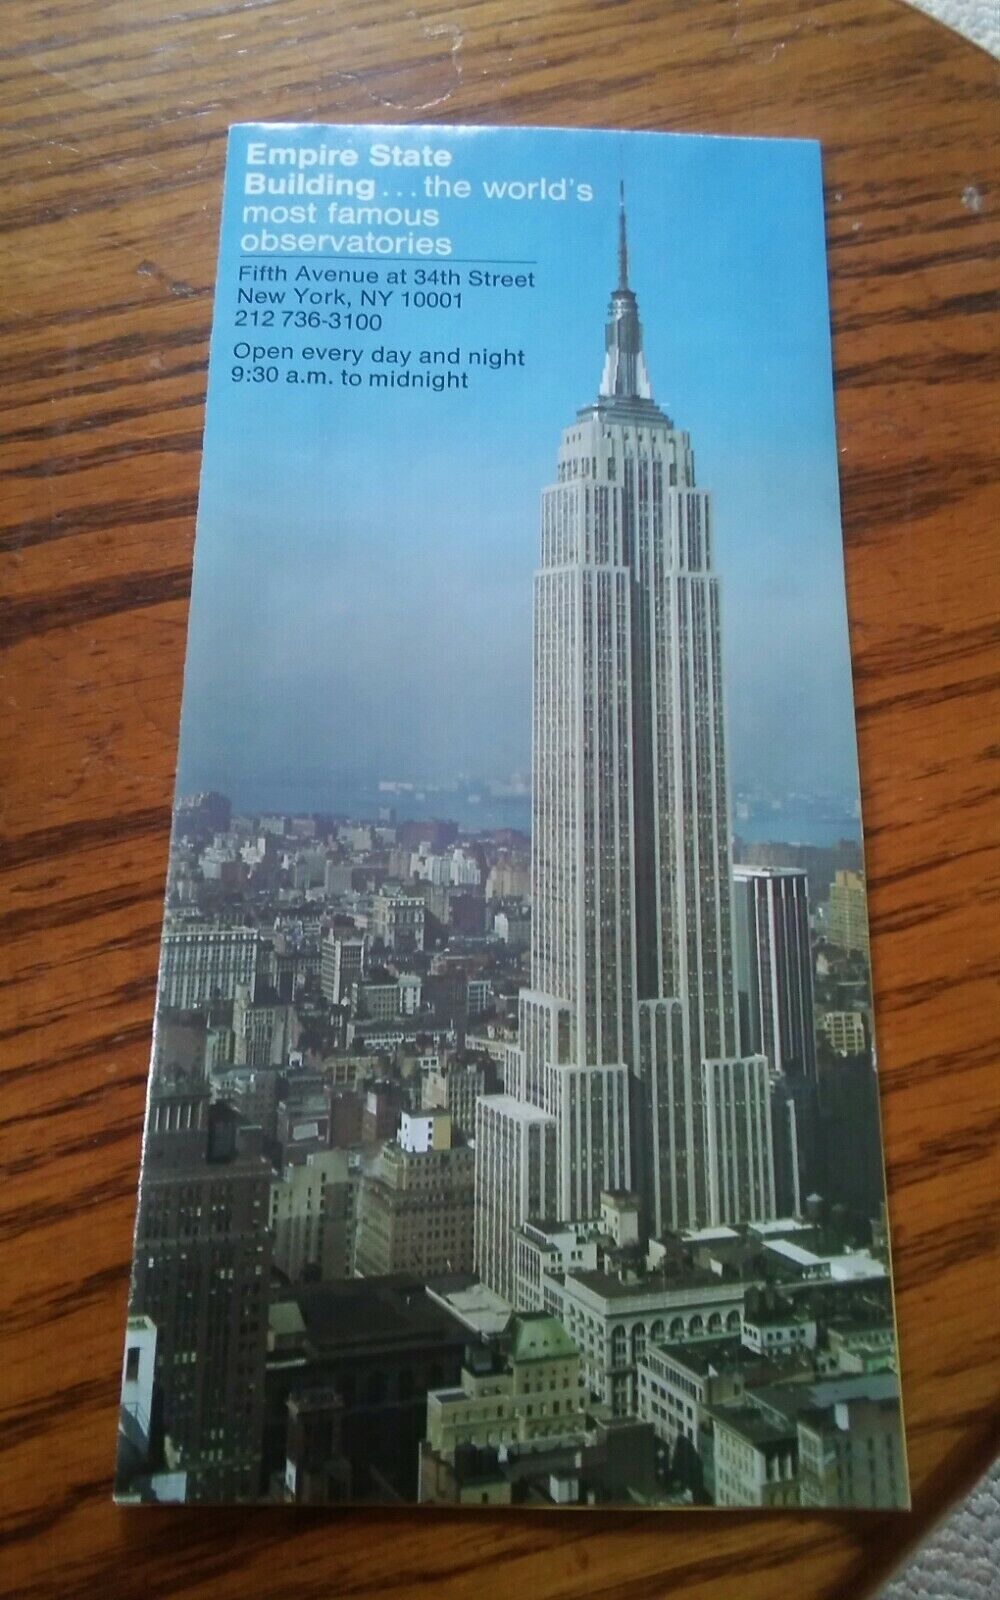 Empire State
Building...the world's
most famous
observatories
Fifth Avenue at 34th Street
New York, NY 10001
212 736-3100
Open every day and night
9:30 a.m. to midnight